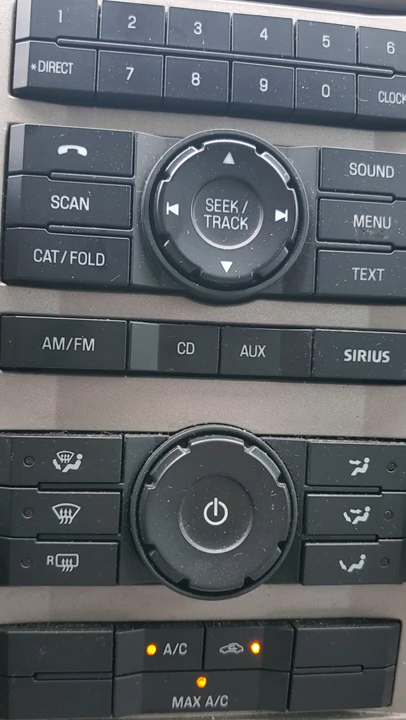 1 2 3 4 5 6
*DIRECT 7 8 9 0 CLOCK
SCAN
CAT/FOLD
SEEK/
TRACK
SOUND
MENU
TEXT
AM/FM CD AUX SIRIUS
R
A/C
MAX A/C